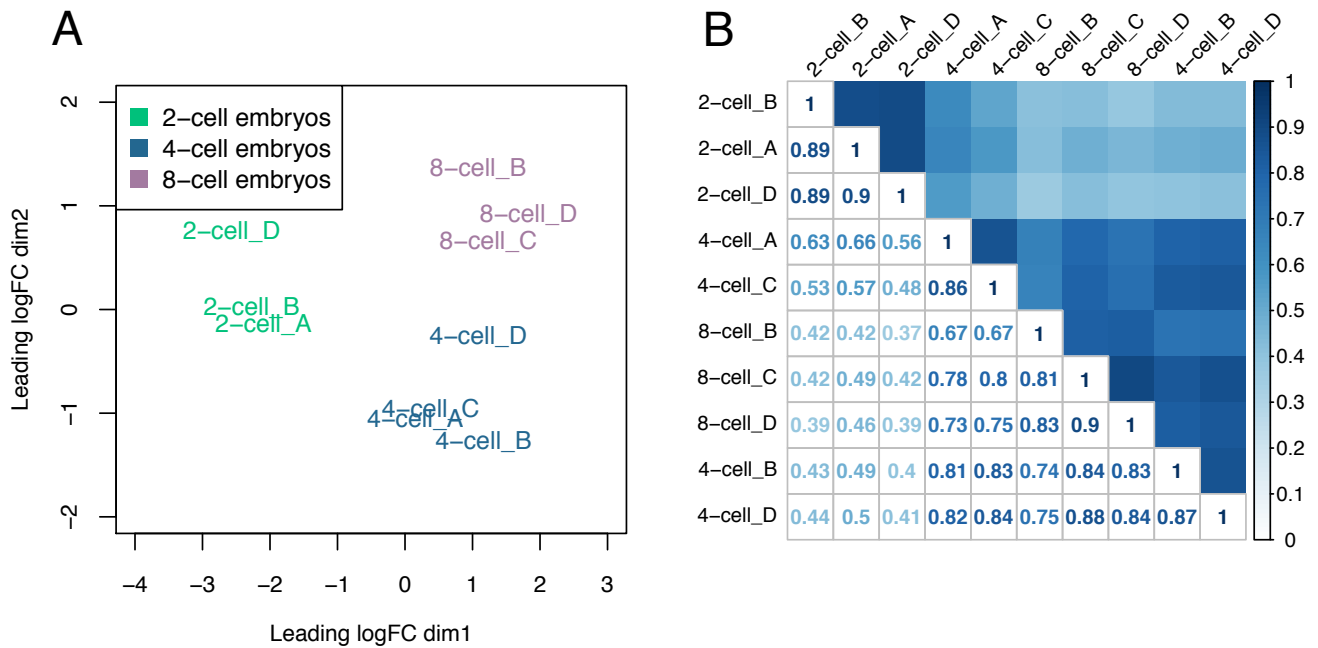 A
2−cell embryos
4−cell embryos
8−cell embryos
2
1
0
−1
−2
Leading logFC dim2
8−cell_B
8−cell_D
8−cell_C
2−cell_D
2−cell_B
2−cell_A
4−cell_D
4−cell_C
4−cell_A
4−cell_B
−4 −3 −2 −1 0 1 2 3
Leading logFC dim1
B
2−cell_B 2−cell_A 2−cell_D 4−cell_A 4−cell_C 8−cell_B 8−cell_C 8−cell_D 4−cell_B 4−cell_D
2−cell_B 1
2−cell_A 0.89 1
2−cell_D 0.89 0.9 1
4−cell_A 0.63 0.66 0.56 1
4−cell_C 0.53 0.57 0.48 0.86 1
8−cell_B 0.42 0.42 0.37 0.67 0.67 1
8−cell_C 0.42 0.49 0.42 0.78 0.8 0.81 1
8−cell_D 0.39 0.46 0.39 0.73 0.75 0.83 0.9 1
4−cell_B 0.43 0.49 0.4 0.81 0.83 0.74 0.84 0.83 1
4−cell_D 0.44 0.5 0.41 0.82 0.84 0.75 0.88 0.84 0.87 1
1
0.9
0.8
0.7
0.6
0.5
0.4
0.3
0.2
0.1
0